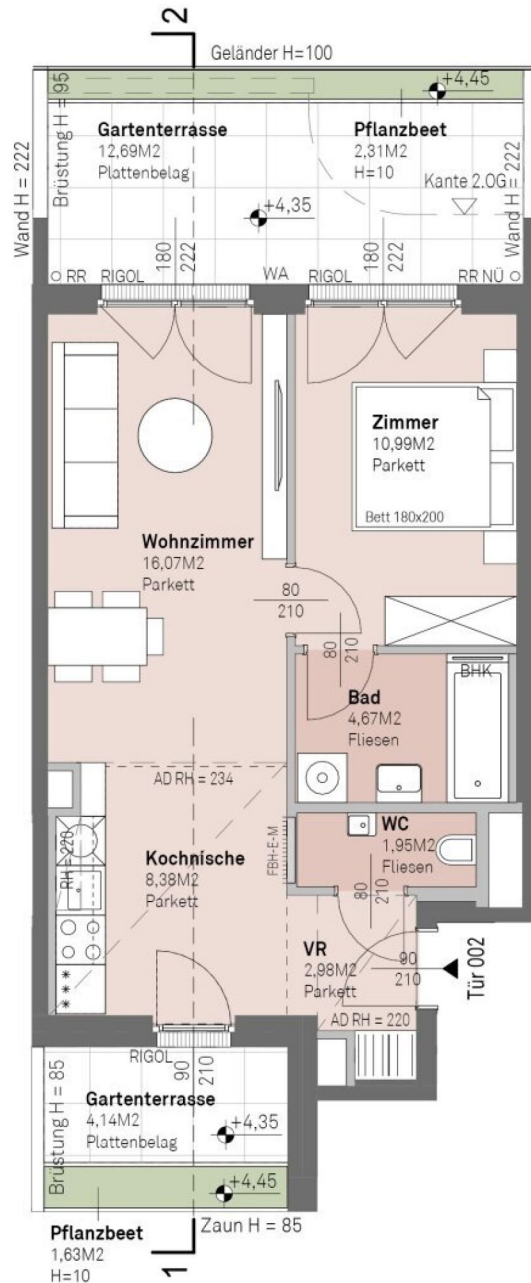 2
Geländer H=100
+4,45
Brüstung H = 95
Wand H = 222
Gartenterrasse
12,69M2
Plattenbelag
Pflanzbeet
2,31M2
H=10
Wand H = 222
Kante 2.OG
+4,35
180
222
180
222
RR
RIGOL
WA
RIGOL
RR NÜ
Zimmer
10,99M2
Parkett
Bett 180x200
Wohnzimmer
16,07M2
Parkett
80
210
80
210
BHK
Bad
4,67M2
Fliesen
AD RH = 234
RH = 220
Kochnische
8,38M2
Parkett
FBH-E-M
WC
1,95M2
Fliesen
80
210
VR
2,98M2
Parkett
90
210
Tür 002
AD RH = 220
RIGOL
90
210
Brüstung H = 85
Gartenterrasse
4,14M2
Plattenbelag
+4,35
+4,45
Zaun H = 85
Pflanzbeet
1,63M2
H=10
1